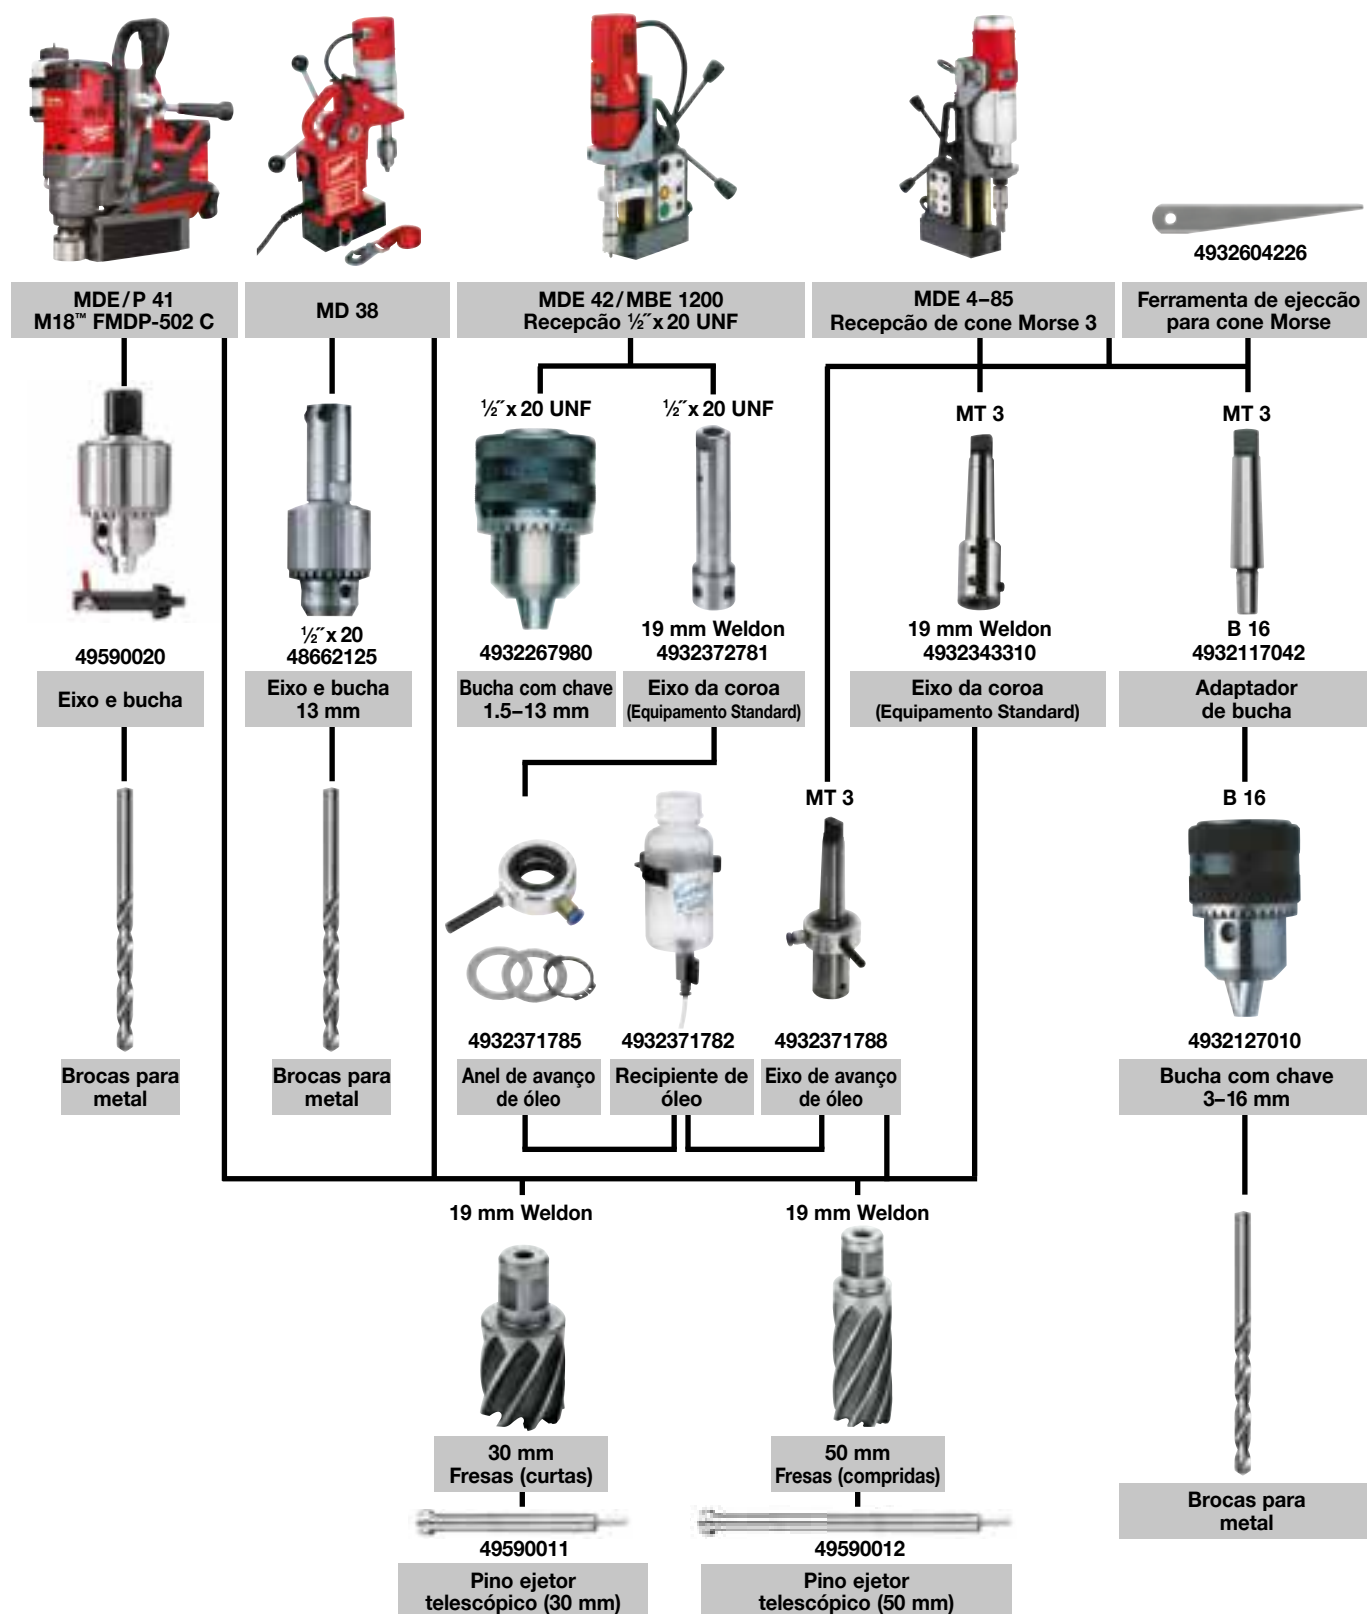 4932604226
MDE/P 41
M18™ FMDP-502 C
MD 38
MDE 42/MBE 1200
Recepcão ½˝x 20 UNF
MDE 4–85
Recepcão de cone Morse 3
Ferramenta de ejeccão
para cone Morse
½˝x 20 UNF
½˝x 20 UNF
MT 3
MT 3
½˝x 20
19 mm Weldon
19 mm Weldon
B 16
49590020
48662125
4932267980
4932372781
4932343310
4932117042
Eixo e bucha
Eixo e bucha
13 mm
Bucha com chave
1.5–13 mm
Eixo da coroa
(Equipamento Standard)
Eixo da coroa
(Equipamento Standard)
Adaptador
de bucha
MT 3
B 16
4932371785
4932371782
4932371788
4932127010
Brocas para
metal
Brocas para
metal
Anel de avanço
de óleo
Recipiente de
óleo
Eixo de avanço
de óleo
Bucha com chave
3–16 mm
19 mm Weldon
19 mm Weldon
30 mm
Fresas (curtas)
50 mm
Fresas (compridas)
Brocas para
metal
49590011
49590012
Pino ejetor
telescópico (30 mm)
Pino ejetor
telescópico (50 mm)